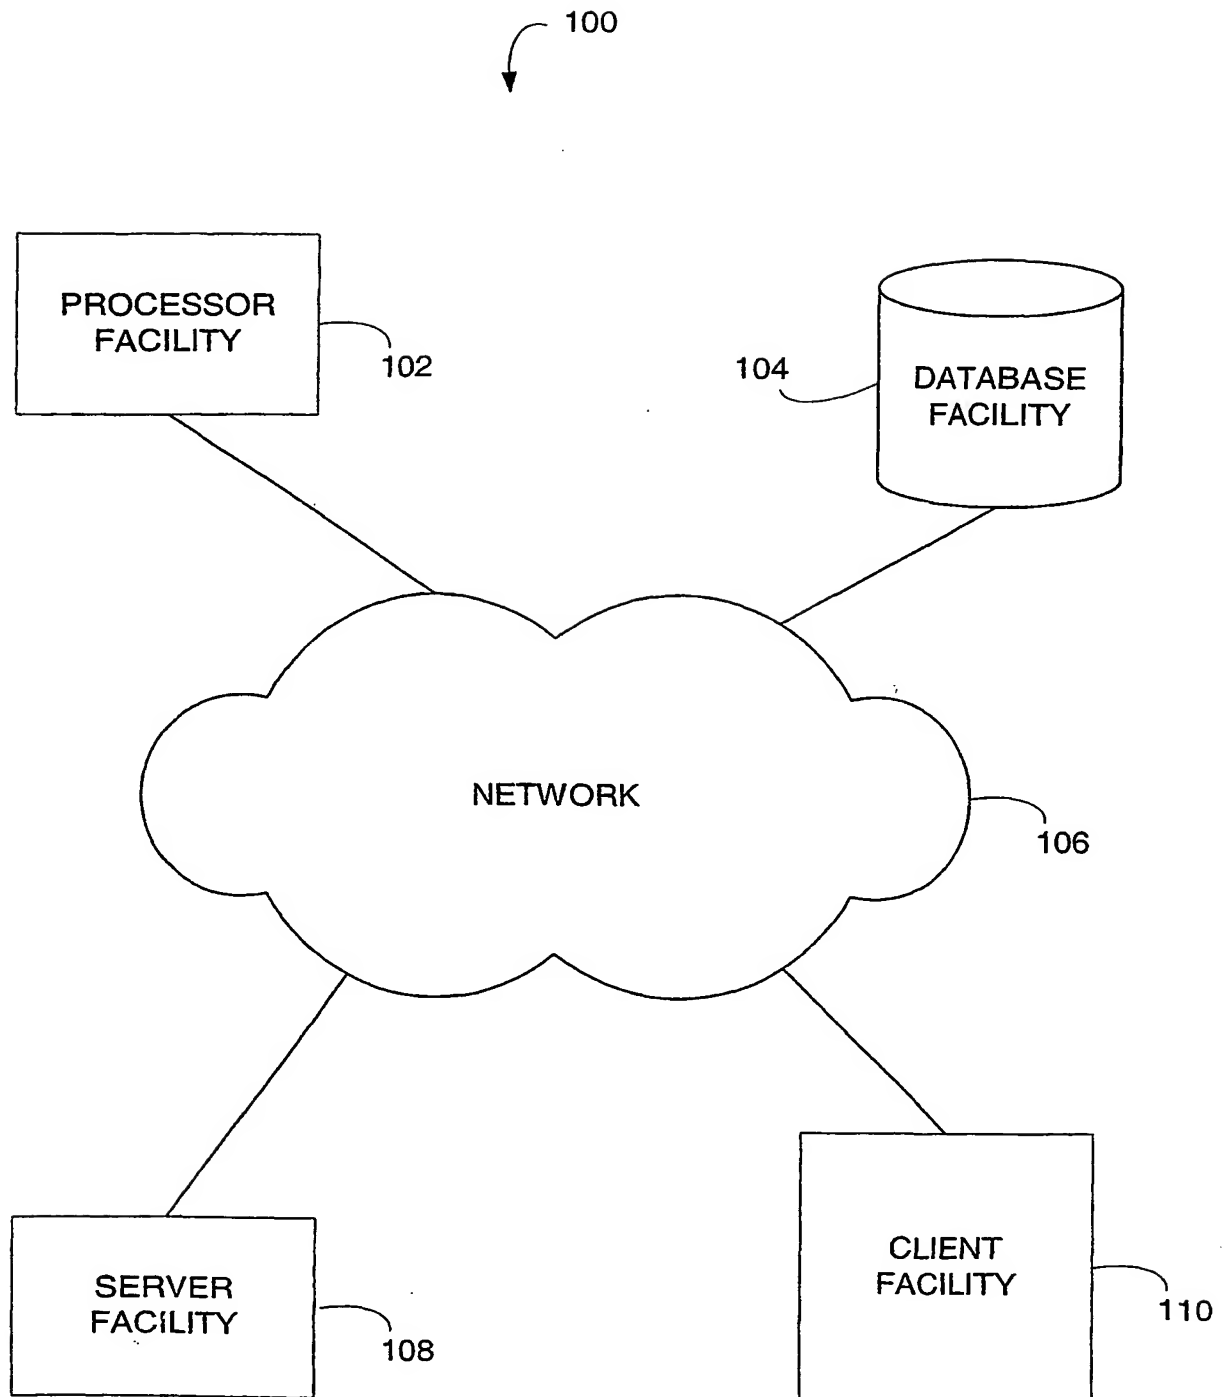 100
PROCESSOR
FACILITY
102
104
DATABASE
FACILITY
NETWORK
106
SERVER
FACILITY
108
CLIENT
FACILITY
110